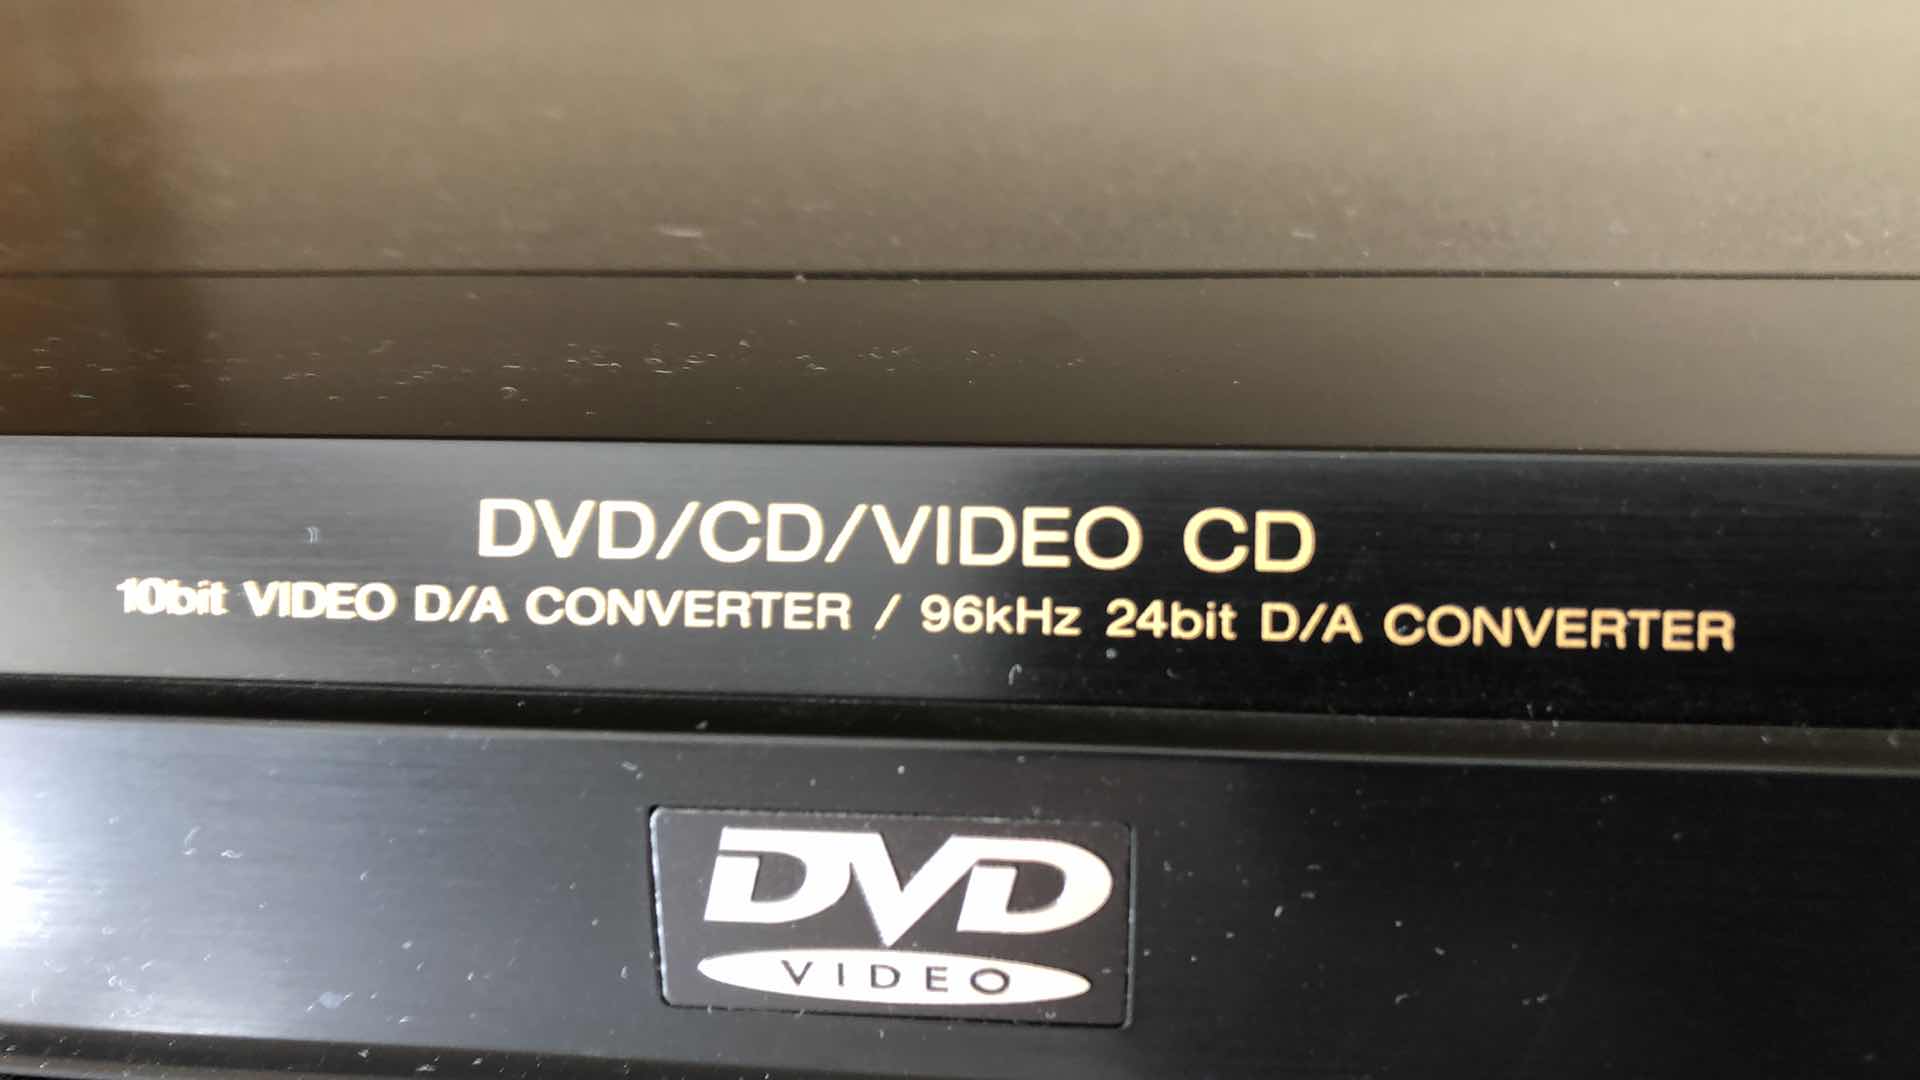 DVD/CD/VIDEO CD
10bit VIDEO D/A CONVERTER / 96kHz 24bit D/A CONVERTER
DVD
VIDEO